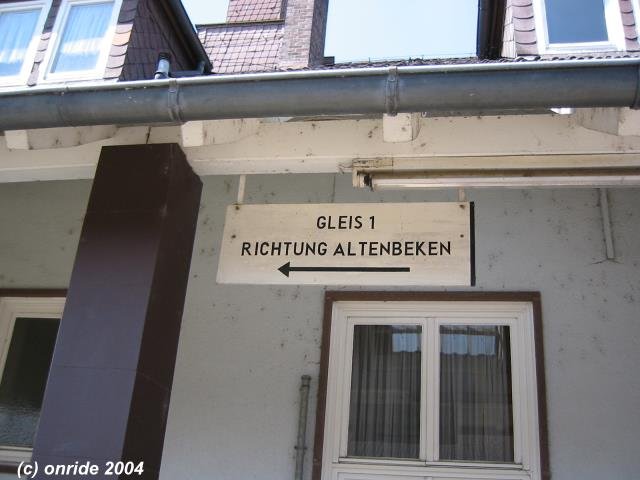 GLEIS 1
RICHTUNG ALTENBEKEN
(c) onride 2004